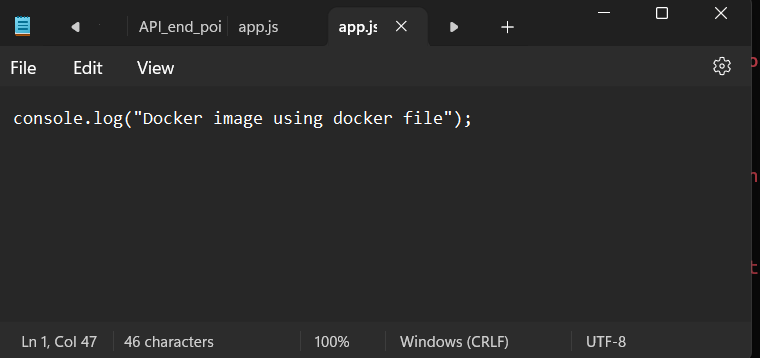 API_end_poi app.js app.js
File Edit View
console.log("Docker image using docker file");
Ln 1, Col 47 46 characters 100% Windows (CRLF) UTF-8